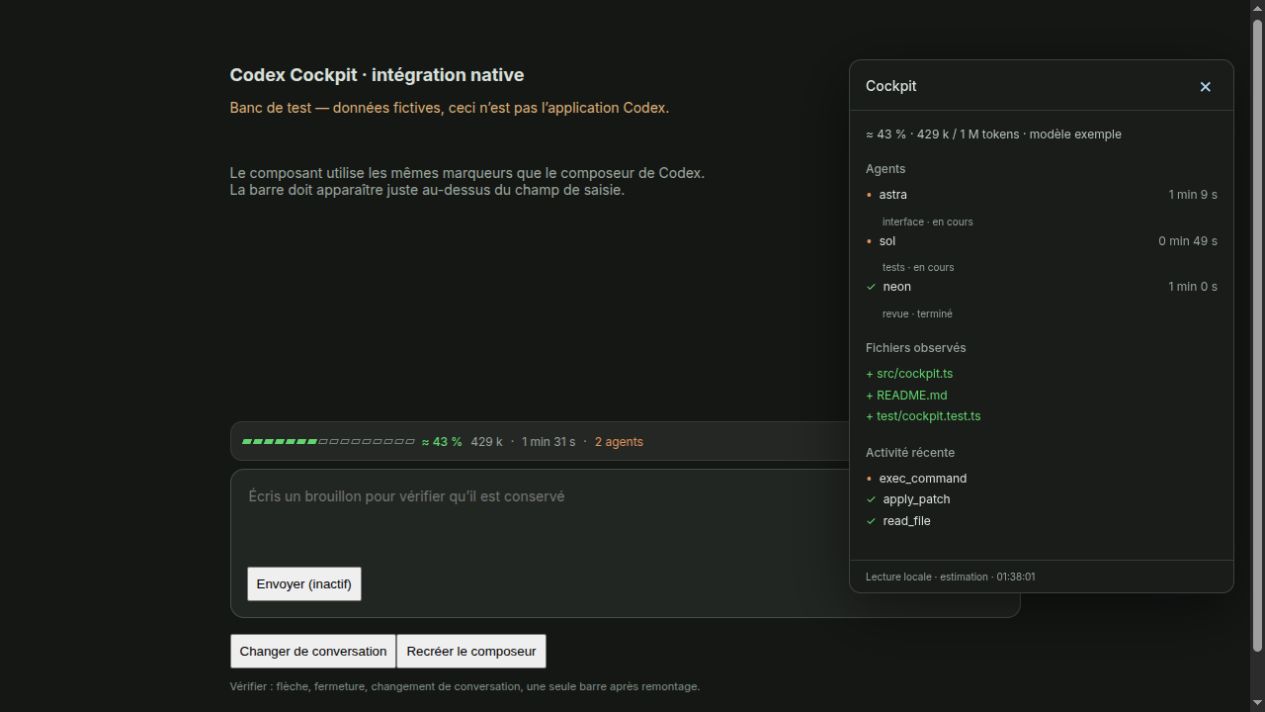 Codex Cockpit · intégration native
Banc de test — données fictives, ceci n’est pas l’application Codex.
Le composant utilise les mêmes marqueurs que le composeur de Codex.
La barre doit apparaître juste au-dessus du champ de saisie.
≈ 43 % 429 k · 1 min 31 s · 2 agents
Écris un brouillon pour vérifier qu’il est conservé
Envoyer (inactif)
Changer de conversation
Recréer le composeur
Vérifier : flèche, fermeture, changement de conversation, une seule barre après remontage.
Cockpit ✕
≈ 43 % · 429 k / 1 M tokens · modèle exemple
Agents
• astra 1 min 9 s
interface · en cours
• sol 0 min 49 s
tests · en cours
✓ neon 1 min 0 s
revue · terminé
Fichiers observés
+ src/cockpit.ts
+ README.md
+ test/cockpit.test.ts
Activité récente
• exec_command
✓ apply_patch
✓ read_file
Lecture locale · estimation · 01:38:01